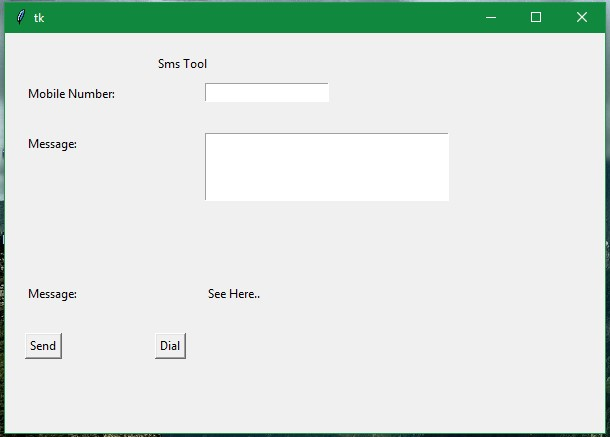 tk
Sms Tool
Mobile Number:
Message:
Message: See Here..
Send Dial